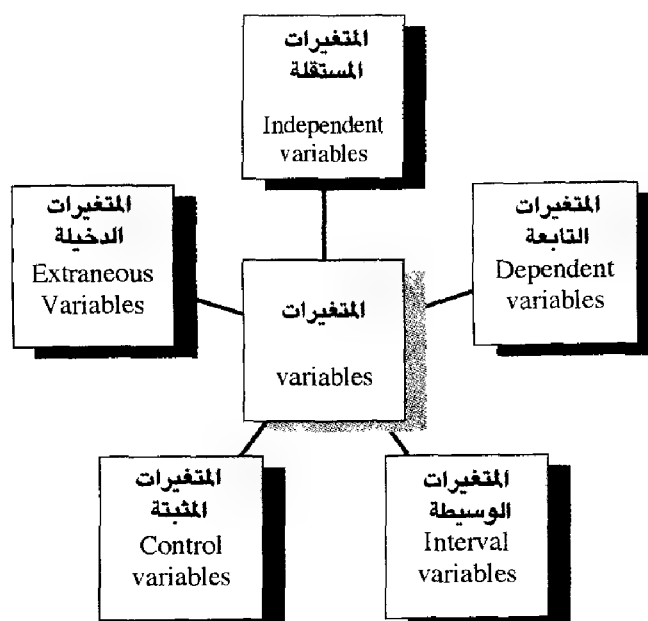 المتغيرات
المستقلة
Independent
variables
المتغيرات
الدخيلة
Extraneous
Variables
المتغيرات
variables
المتغيرات
التابعة
Dependent
variables
المتغيرات
المثبتة
Control
variables
المتغيرات
الوسيطة
Interval
variables